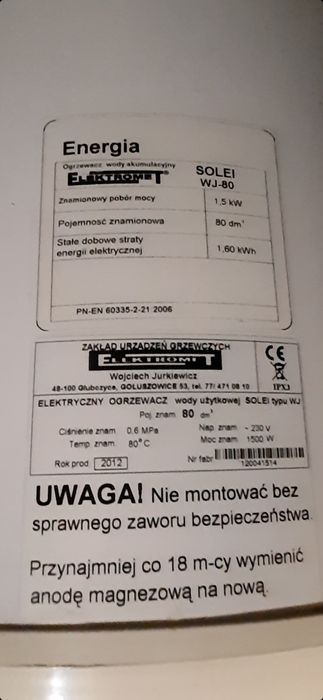 Energia
Ogrzewacz wody akumulacyjny
ELEKTROMET®
SOLEI
WJ-80
Znamionowy pobór mocy 1,5 kW
Pojemność znamionowa 80 dm³
Stałe dobowe straty
energii elektrycznej 1,60 kWh
PN-EN 60335-2-21 2006
ZAKŁAD URZĄDZEŃ GRZEWCZYCH
ELEKTROMET
Wojciech Jurkiewicz
48-100 Głubczyce, GOLUSZOWICE 53, tel. 77/ 471 08 10
CE
IPX3
ELEKTRYCZNY OGRZEWACZ wody użytkowej SOLEI typu WJ
Poj. znam 80 dm³
Ciśnienie znam 0.6 MPa Nap znam ~ 230 V
Temp znam 80°C Moc znam 1500 W
Rok prod 2012 Nr fabr
120041514
UWAGA! Nie montować bez
sprawnego zaworu bezpieczeństwa.
Przynajmniej co 18 m-cy wymienić
anodę magnezową na nową.